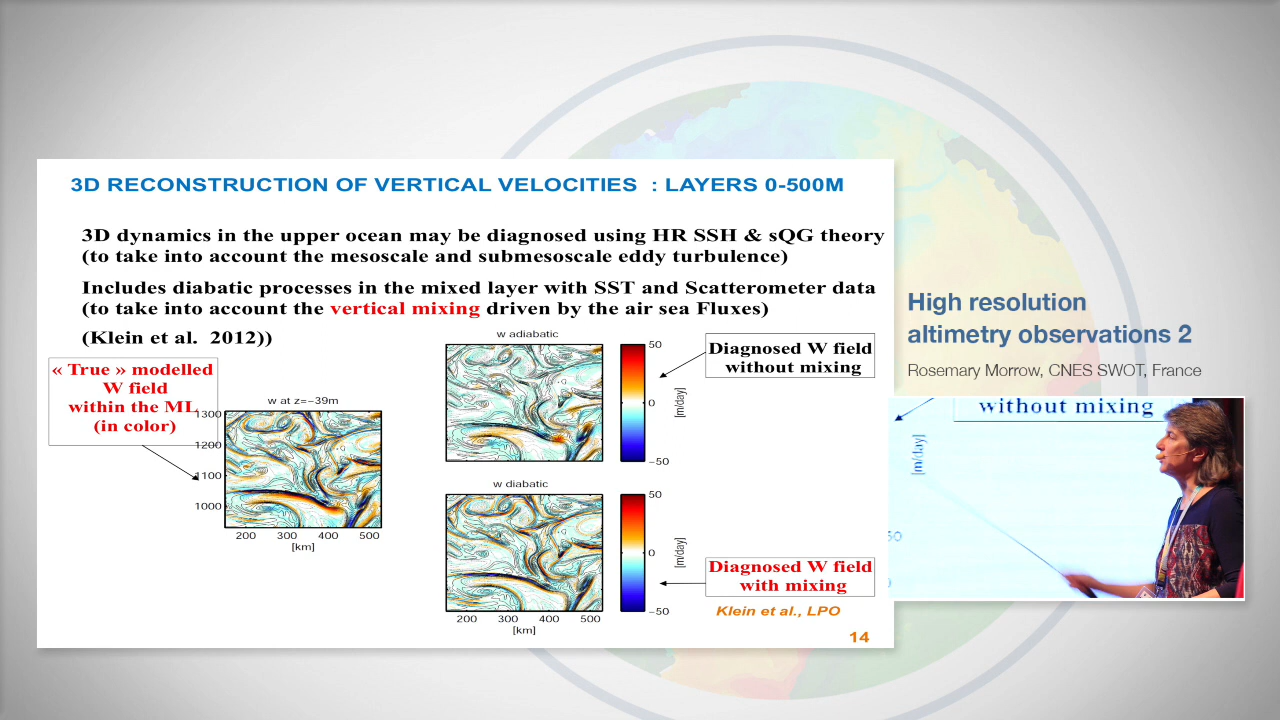 3D RECONSTRUCTION OF VERTICAL VELOCITIES : LAYERS 0-500M
3D dynamics in the upper ocean may be diagnosed using HR SSH & sQG theory
(to take into account the mesoscale and submesoscale eddy turbulence)
Includes diabatic processes in the mixed layer with SST and Scatterometer data
(to take into account the vertical mixing driven by the air sea Fluxes)
(Klein et al. 2012))
« True » modelled
W field
within the ML
(in color)
w at z=−39m
1300
1200
1100
1000
200 300 400 500
[km]
w adiabatic
50
0
−50
[m/day]
Diagnosed W field
without mixing
w diabatic
50
0
−50
[m/day]
200 300 400 500
[km]
Diagnosed W field
with mixing
Klein et al., LPO
14
High resolution
altimetry observations 2
Rosemary Morrow, CNES SWOT, France
without mixing
[m/day]